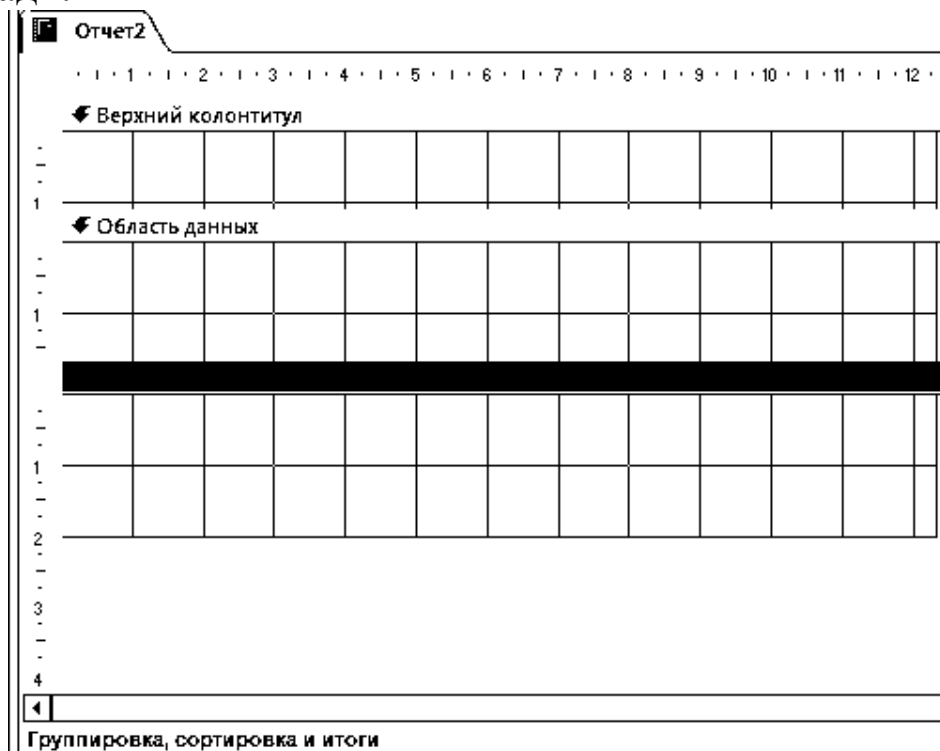 Отчет2
1 2 3 4 5 6 7 8 9 10 11 12
Верхний колонтитул
1
Область данных
1
1
2
3
4
Группировка, сортировка и итоги